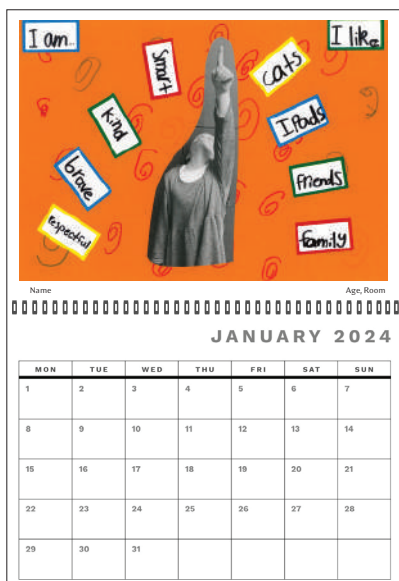 I am...
I like
smart
cats
kind
IPads
brave
friends
respectful
family
Name
Age, Room
JANUARY 2024
MON TUE WED THU FRI SAT SUN
1 2 3 4 5 6 7
8 9 10 11 12 13 14
15 16 17 18 19 20 21
22 23 24 25 26 27 28
29 30 31